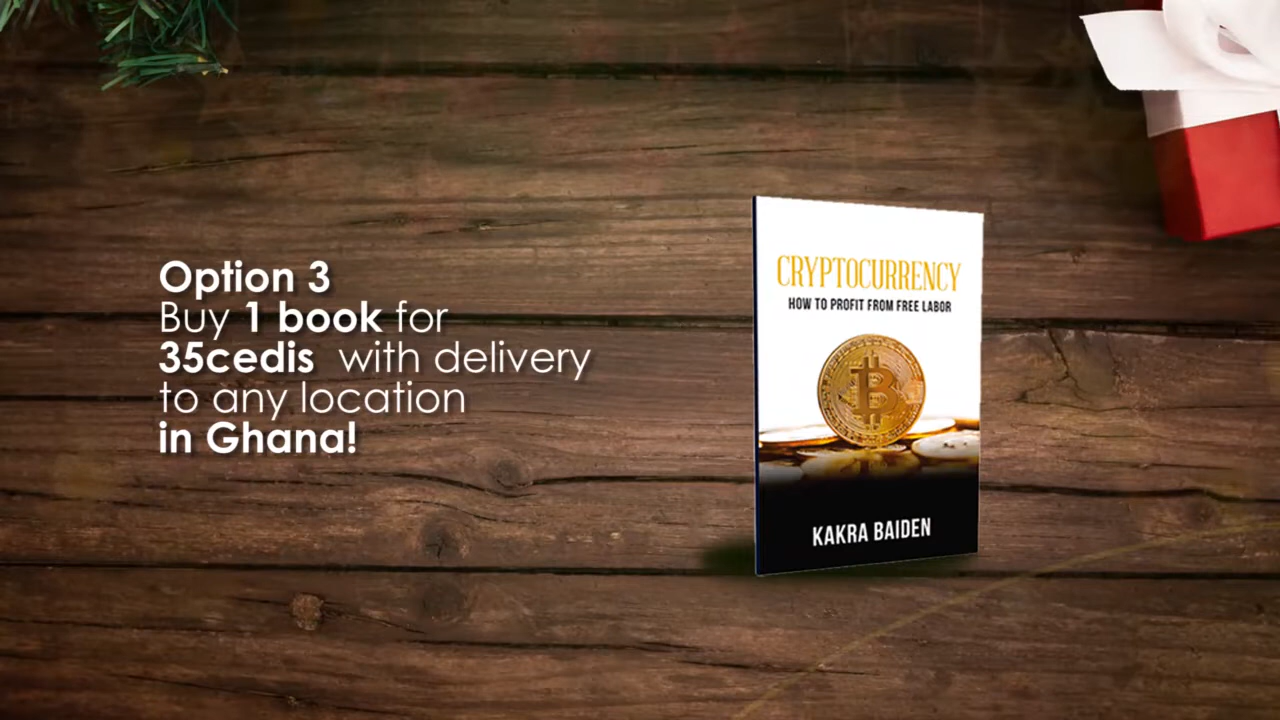 Option 3
Buy 1 book for
35cedis with delivery
to any location
in Ghana!
CRYPTOCURRENCY
HOW TO PROFIT FROM FREE LABOR
KAKRA BAIDEN